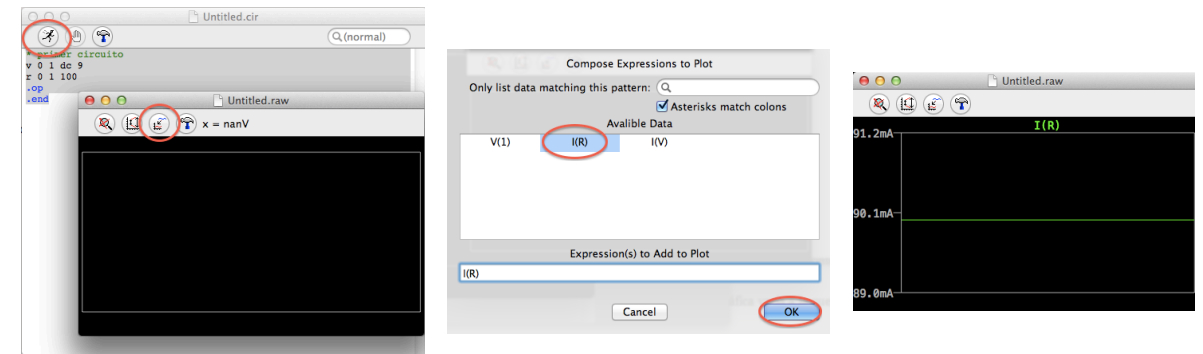 Untitled.cir
(normal)
* primer circuito
v 0 1 dc 9
r 0 1 100
.op
.end
Untitled.raw
x = nanV
Compose Expressions to Plot
Only list data matching this pattern:
Asterisks match colons
Avalible Data
V(1) I(R) I(V)
Expression(s) to Add to Plot
I(R)
Cancel OK
Untitled.raw
I(R)
91.2mA
90.1mA
89.0mA